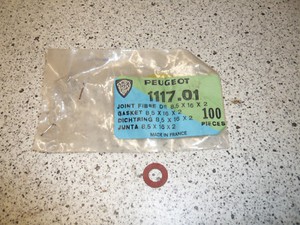 PEUGEOT
1117.01
JOINT FIBRE DE 8,5 X 16 X 2
GASKET 8,5 X 16 X 2
DICHTRING 8,5 X 16 X 2
JUNTA 8,5 X 16 X 2
100
PIECES
MADE IN FRANCE